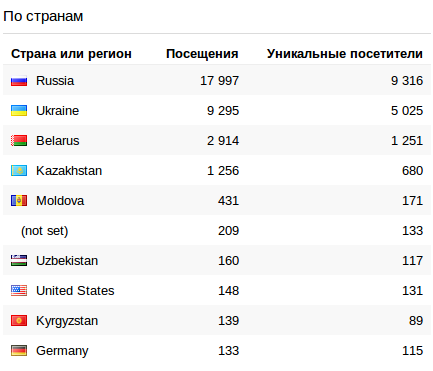 По странам
Страна или регион Посещения Уникальные посетители
Russia 17 997 9 316
Ukraine 9 295 5 025
Belarus 2 914 1 251
Kazakhstan 1 256 680
Moldova 431 171
(not set) 209 133
Uzbekistan 160 117
United States 148 131
Kyrgyzstan 139 89
Germany 133 115